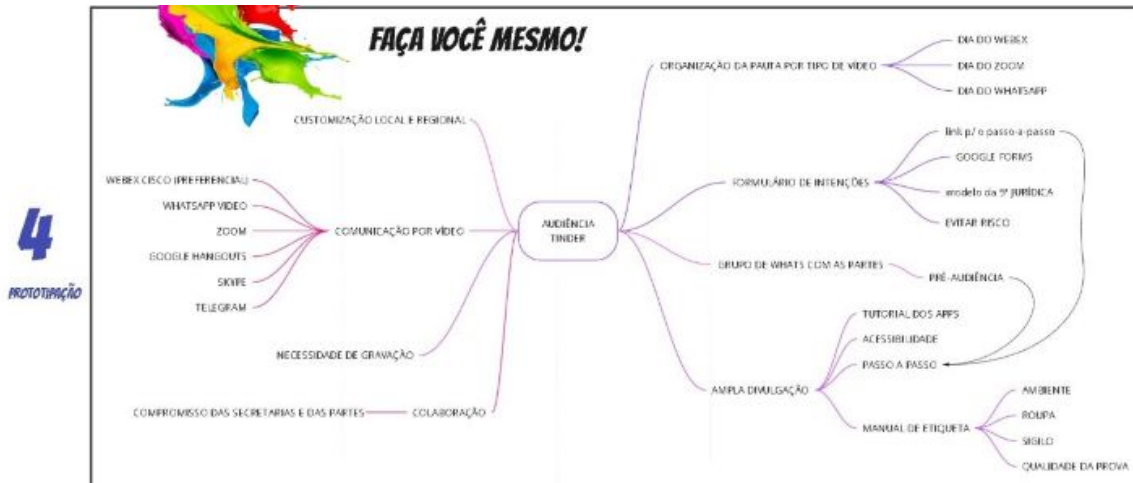 FAÇA VOCÊ MESMO!
4
PROTOTIPAÇÃO
CUSTOMIZAÇÃO LOCAL E REGIONAL
WEBEX CISCO (PREFERENCIAL)
WHATSAPP VIDEO
ZOOM
GOOGLE HANGOUTS
SKYPE
TELEGRAM
COMUNICAÇÃO POR VÍDEO
NECESSIDADE DE GRAVAÇÃO
COMPROMISSO DAS SECRETARIAS E DAS PARTES
COLABORAÇÃO
AUDIÊNCIA
TINDER
ORGANIZAÇÃO DA PAUTA POR TIPO DE VÍDEO
DIA DO WEBEX
DIA DO ZOOM
DIA DO WHATSAPP
FORMULÁRIO DE INTENÇÕES
link p/ o passo-a-passo
GOOGLE FORMS
modelo da 9ª JURÍDICA
EVITAR RISCO
GRUPO DE WHATS COM AS PARTES
PRÉ-AUDIÊNCIA
AMPLA DIVULGAÇÃO
TUTORIAL DOS APPS
ACESSIBILIDADE
PASSO A PASSO
MANUAL DE ETIQUETA
AMBIENTE
ROUPA
SIGILO
QUALIDADE DA PROVA